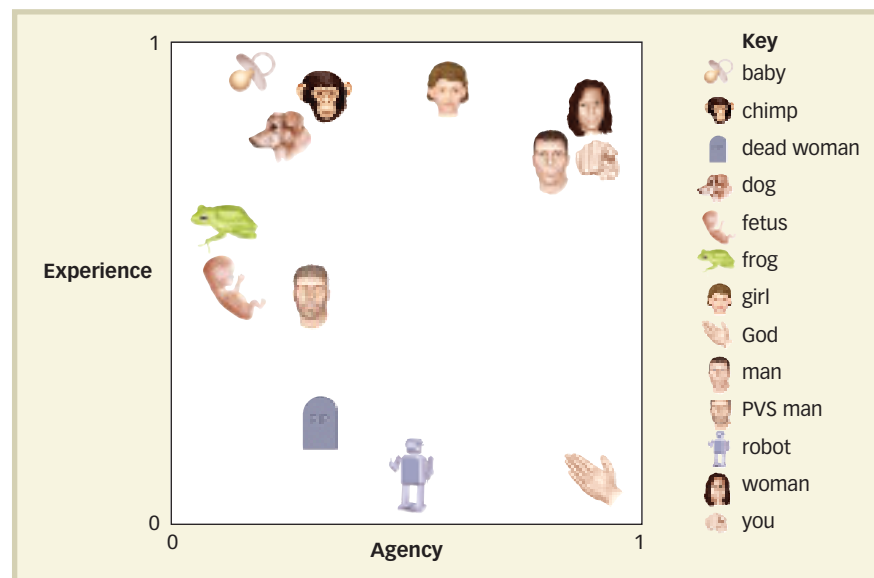 1
Experience
0
0
Agency
1
Key
baby
chimp
dead woman
dog
fetus
frog
girl
God
man
PVS man
robot
woman
you